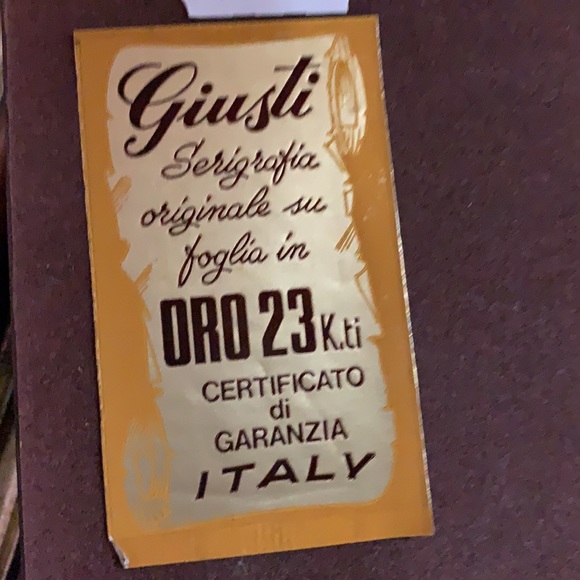 Giusti
Serigrafia
originale su
foglia in
ORO 23 K.ti
CERTIFICATO
di
GARANZIA
ITALY